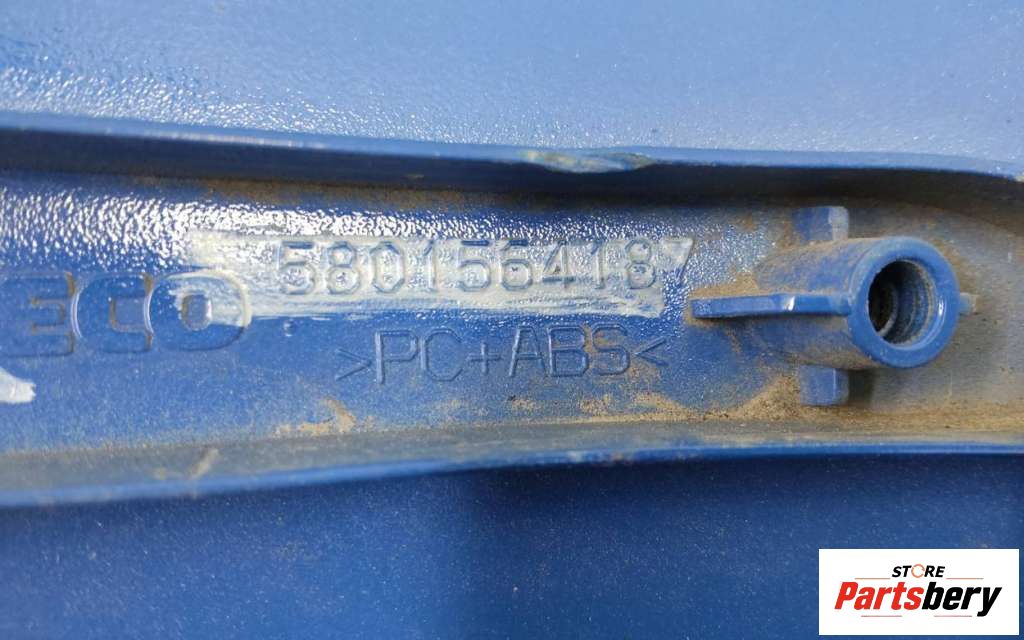 5801564187
ECO
>PC+ABS<
STORE
Partsbery